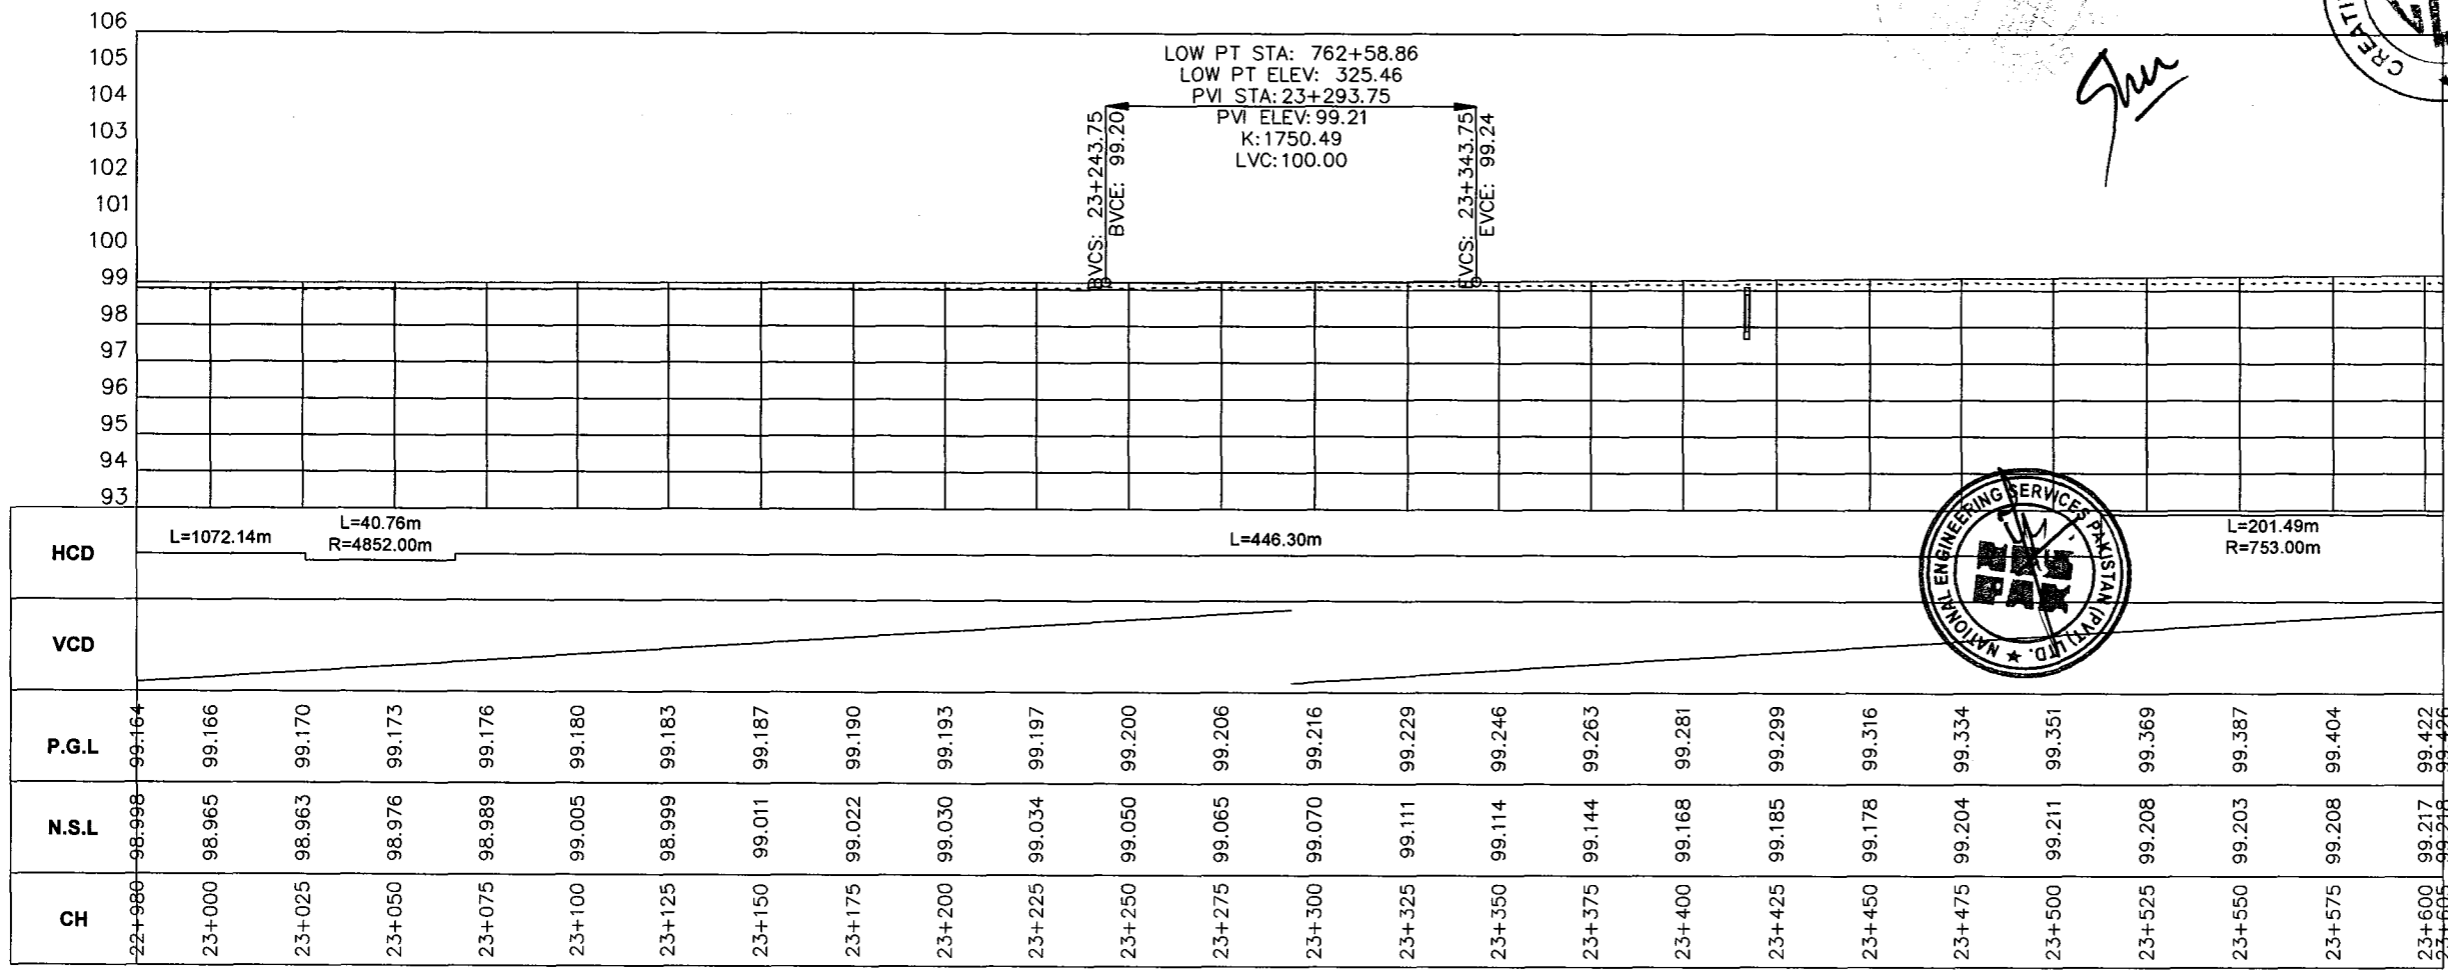 106
105
104
103
102
101
100
99
98
97
96
95
94
93
LOW PT STA: 762+58.86
LOW PT ELEV: 325.46
PVI STA: 23+293.75
PVI ELEV: 99.21
K: 1750.49
LVC: 100.00
BVCS: 23+243.75
BVCE: 99.20
EVCS: 23+343.75
EVCE: 99.24
CREATI
HCD
L=1072.14m
L=40.76m
R=4852.00m
L=446.30m
L=201.49m
R=753.00m
NATIONAL ENGINEERING SERVICES PAKISTAN (PVT) LTD. ★
VCD
P.G.L 99.164 99.166 99.170 99.173 99.176 99.180 99.183 99.187 99.190 99.193 99.197 99.200 99.206 99.216 99.229 99.246 99.263 99.281 99.299 99.316 99.334 99.351 99.369 99.387 99.404 99.422 99.426
N.S.L 98.998 98.965 98.963 98.976 98.989 99.005 98.999 99.011 99.022 99.030 99.034 99.050 99.065 99.070 99.111 99.114 99.144 99.168 99.185 99.178 99.204 99.211 99.208 99.203 99.208 99.217 99.218
CH 22+980 23+000 23+025 23+050 23+075 23+100 23+125 23+150 23+175 23+200 23+225 23+250 23+275 23+300 23+325 23+350 23+375 23+400 23+425 23+450 23+475 23+500 23+525 23+550 23+575 23+600 23+605